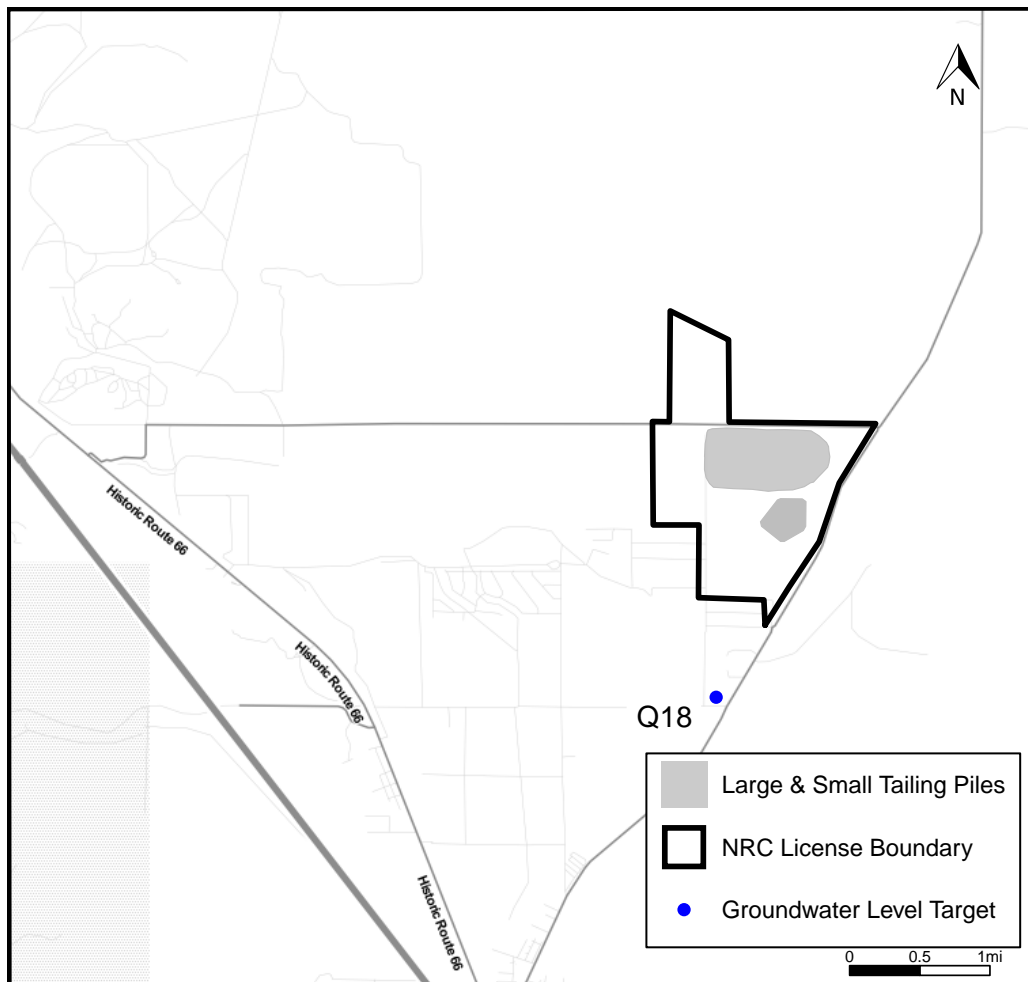 N
Historic Route 66
Historic Route 66
Q18
Historic Route 66
Large & Small Tailing Piles
NRC License Boundary
Groundwater Level Target
0 0.5 1mi